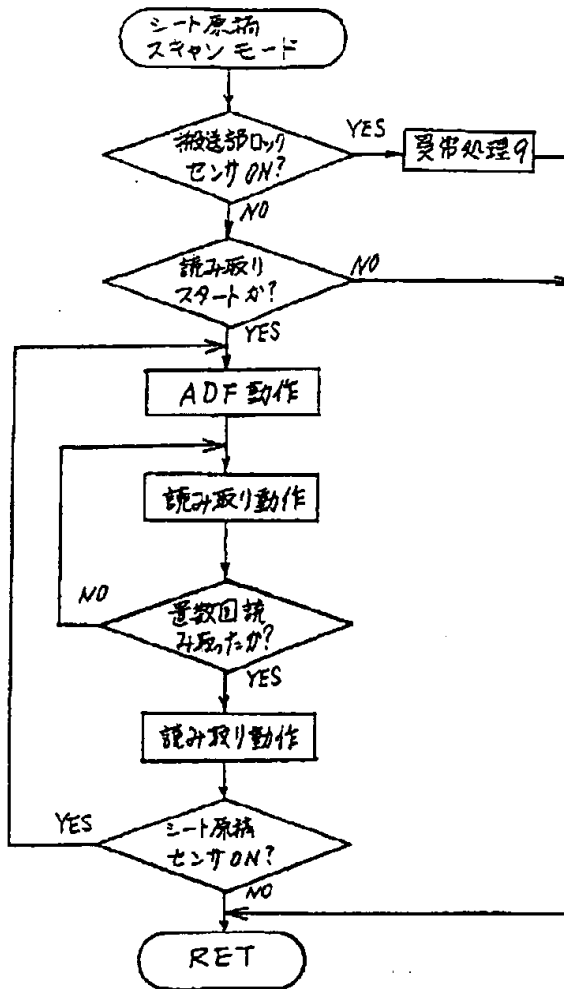 シート原稿
スキャンモード
搬送部ロック
センサON?
YES
異常処理9
NO
読み取り
スタートか?
NO
YES
ADF動作
読み取り動作
NO
置数回読
み取ったか?
YES
読み取り動作
YES
シート原稿
センサON?
NO
RET